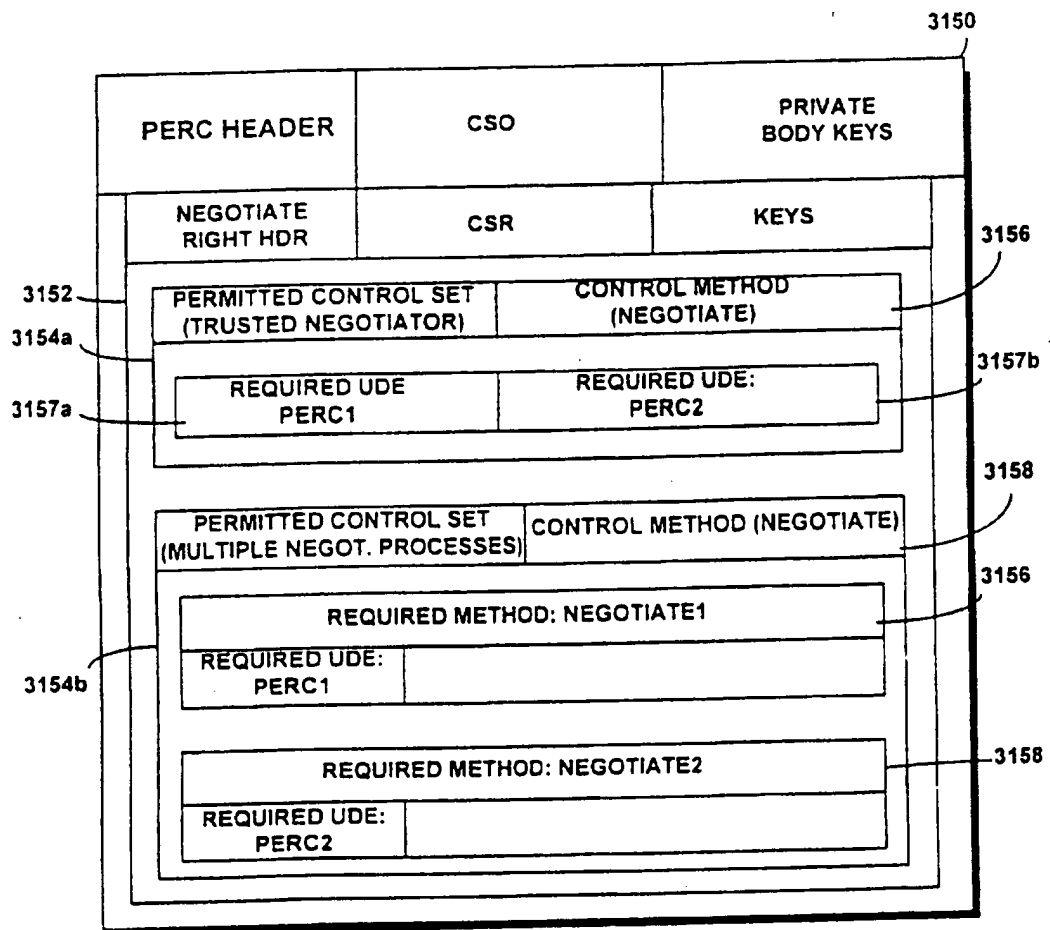 3150
PERC HEADER
CSO
PRIVATE
BODY KEYS
NEGOTIATE
RIGHT HDR
CSR
KEYS
3156
3152
PERMITTED CONTROL SET
(TRUSTED NEGOTIATOR)
CONTROL METHOD
(NEGOTIATE)
3154a
3157b
REQUIRED UDE
PERC1
REQUIRED UDE:
PERC2
3157a
3158
PERMITTED CONTROL SET
(MULTIPLE NEGOT. PROCESSES)
CONTROL METHOD (NEGOTIATE)
3156
REQUIRED METHOD: NEGOTIATE1
REQUIRED UDE:
PERC1
3154b
REQUIRED METHOD: NEGOTIATE2
3158
REQUIRED UDE:
PERC2